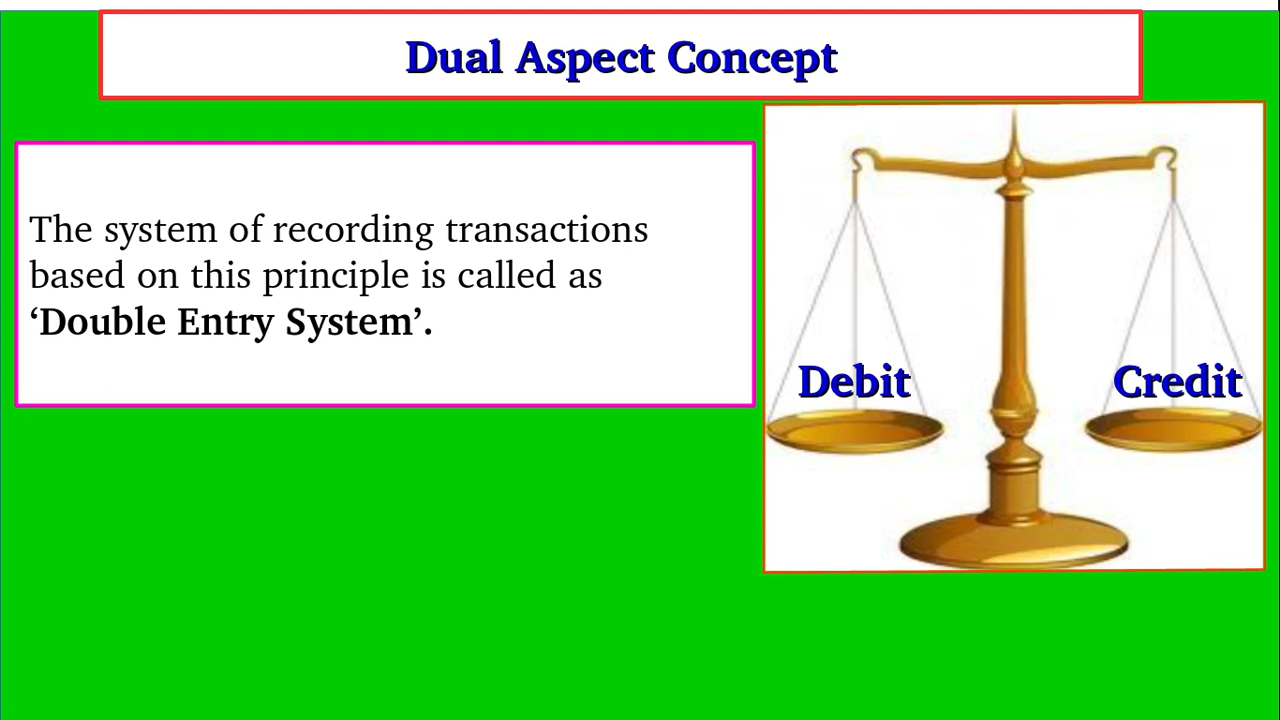 Dual Aspect Concept
The system of recording transactions
based on this principle is called as
‘Double Entry System’.
Debit
Credit